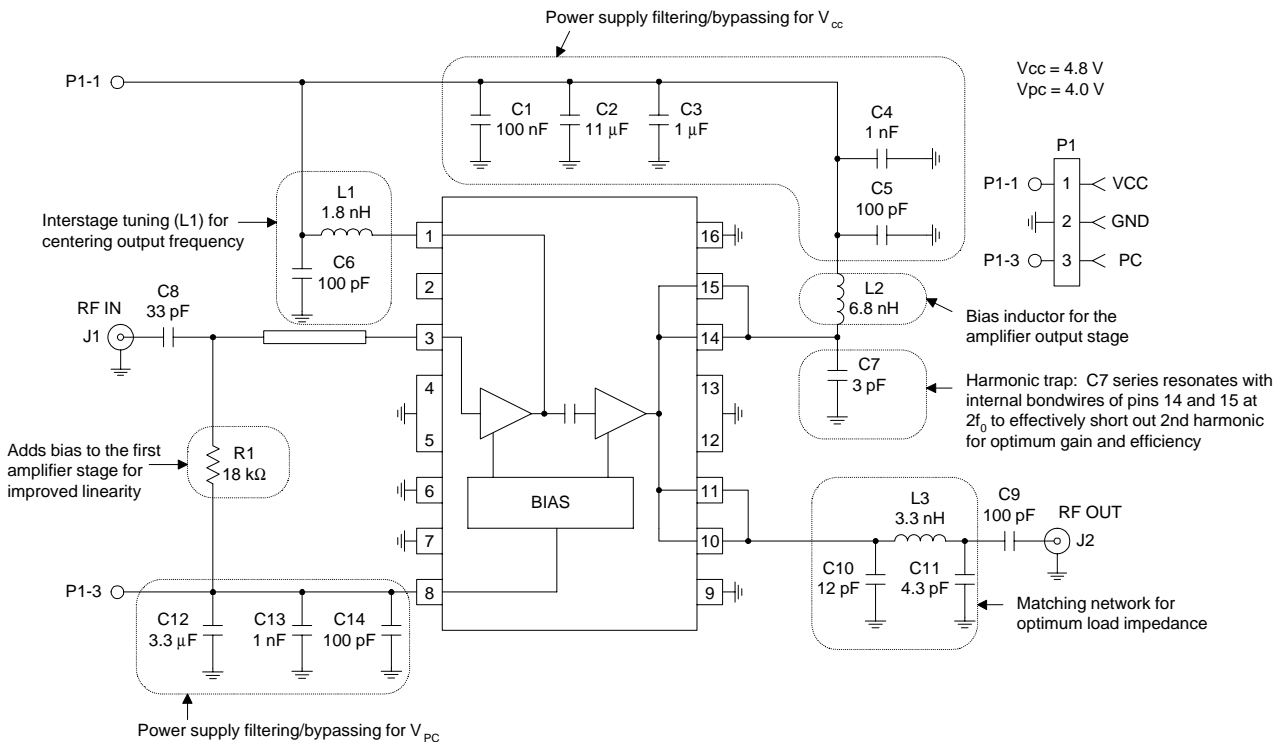 Power supply filtering/bypassing for Vcc
P1-1
Vcc = 4.8 V
Vpc = 4.0 V
C1
100 nF
C2
11 μF
C3
1 μF
C4
1 nF
C5
100 pF
P1
P1-1
1
VCC
2
GND
P1-3
3
PC
Interstage tuning (L1) for
centering output frequency
L1
1.8 nH
C6
100 pF
1
2
3
4
5
6
7
8
16
15
14
13
12
11
10
9
BIAS
L2
6.8 nH
Bias inductor for the
amplifier output stage
C7
3 pF
Harmonic trap: C7 series resonates with
internal bondwires of pins 14 and 15 at
2f0 to effectively short out 2nd harmonic
for optimum gain and efficiency
RF IN
J1
C8
33 pF
Adds bias to the first
amplifier stage for
improved linearity
R1
18 kΩ
L3
3.3 nH
C9
100 pF
RF OUT
J2
C10
12 pF
C11
4.3 pF
Matching network for
optimum load impedance
P1-3
C12
3.3 μF
C13
1 nF
C14
100 pF
Power supply filtering/bypassing for VPC